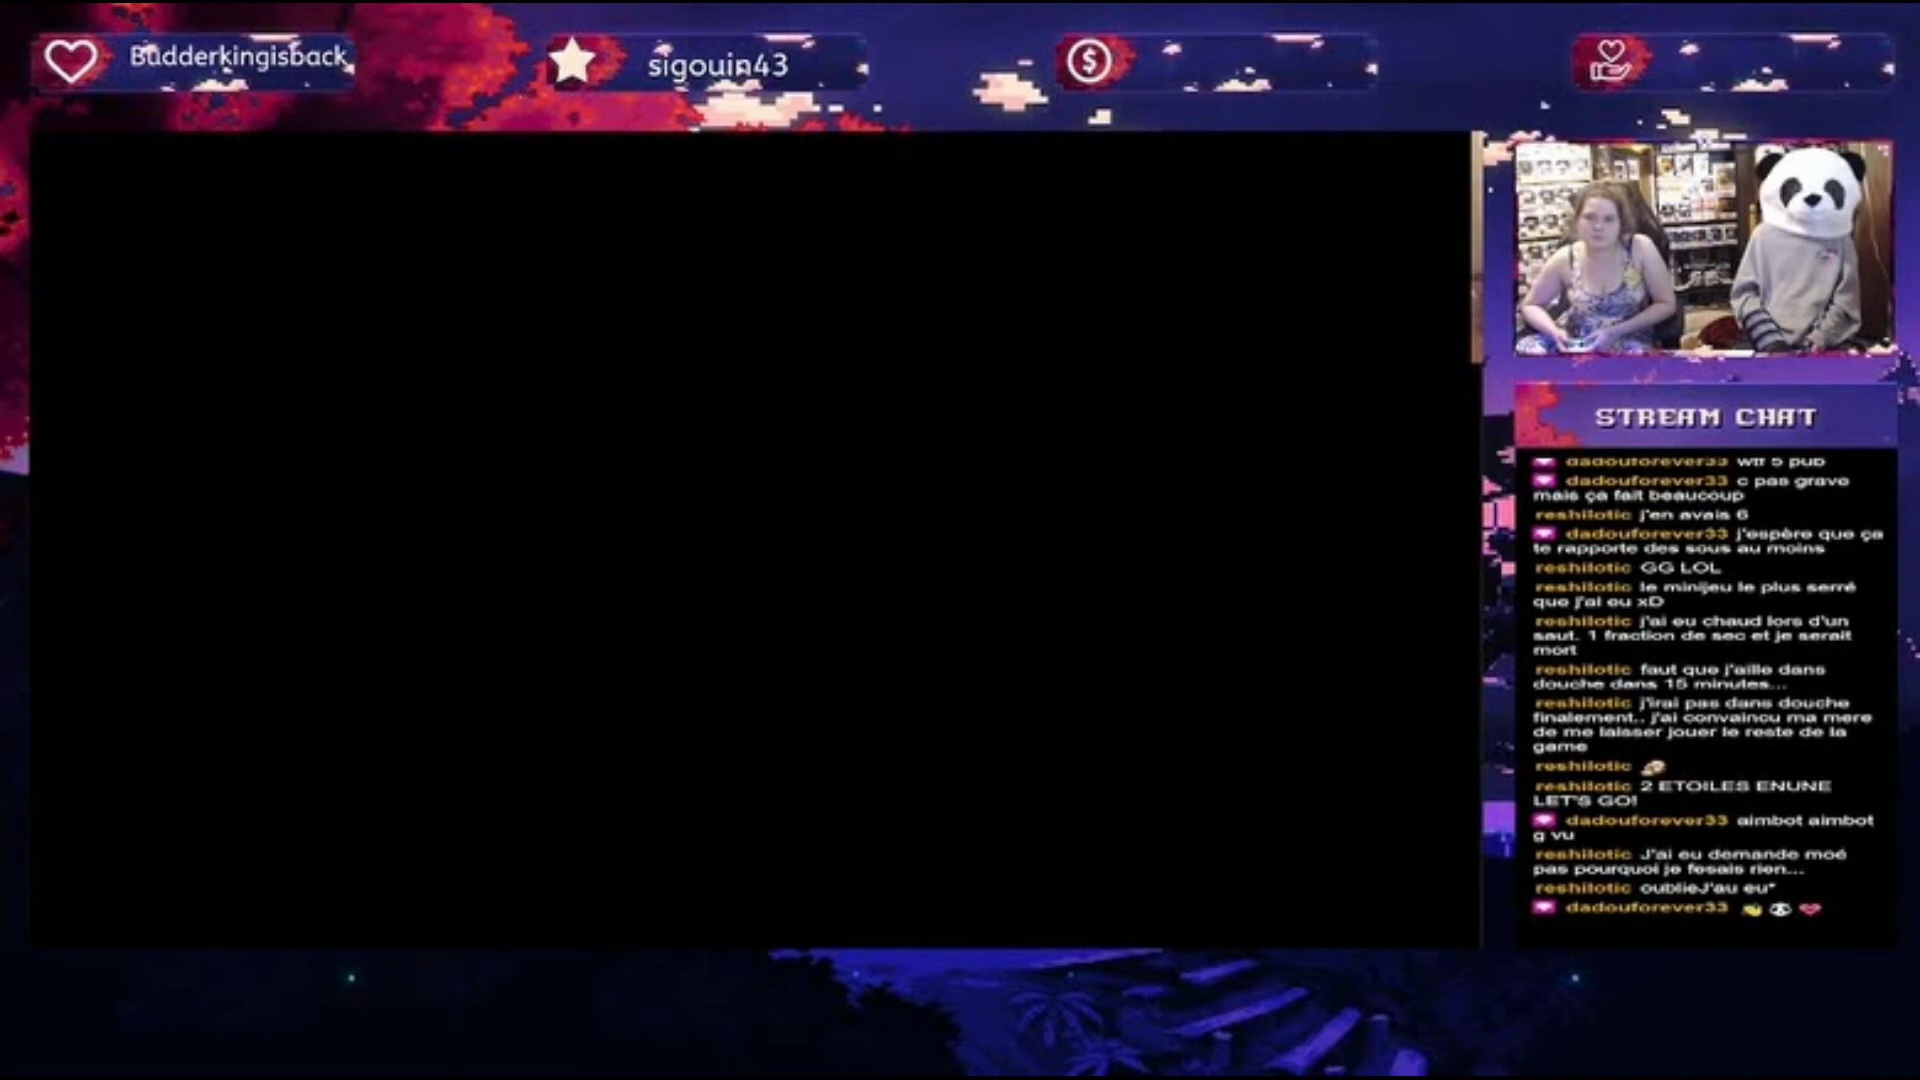 Budderkingisback
sigouin43
STREAM CHAT
dadouforever33 wtf 5 pub
dadouforever33 c pas grave
mais ça fait beaucoup
reshilotic j'en avais 6
dadouforever33 j'espère que ça
te rapporte des sous au moins
reshilotic GG LOL
reshilotic le minijeu le plus serré
que j'ai eu xD
reshilotic j'ai eu chaud lors d'un
saut. 1 fraction de sec et je serait
mort
reshilotic faut que j'aille dans
douche dans 15 minutes...
reshilotic j'irai pas dans douche
finalement.. j'ai convaincu ma mere
de me laisser jouer le reste de la
game
reshilotic
reshilotic 2 ETOILES ENUNE
LET'S GO!
dadouforever33 aimbot aimbot
g vu
reshilotic J'ai eu demande moé
pas pourquoi je fesais rien...
reshilotic oublieJ'au eu*
dadouforever33